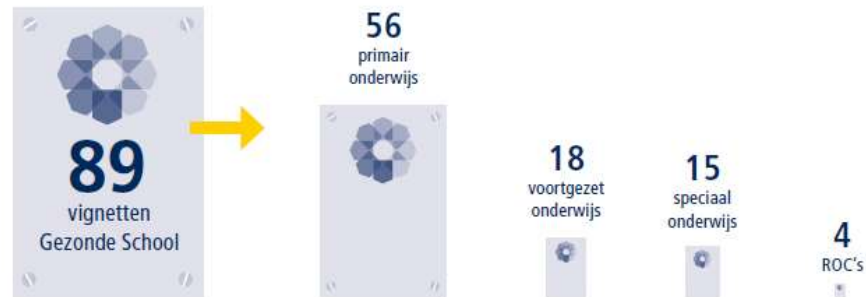 89
vignetten
Gezonde School
56
primair
onderwijs
18
voortgezet
onderwijs
15
speciaal
onderwijs
4
ROC's